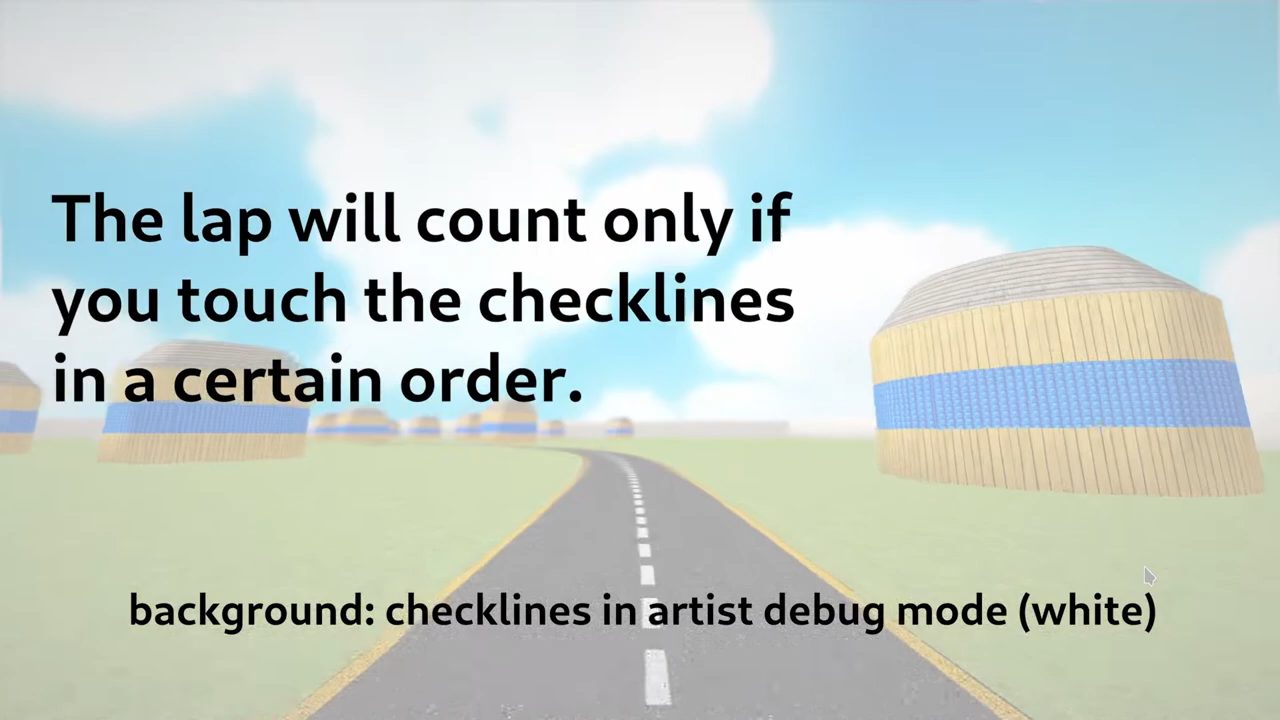 The lap will count only if
you touch the checklines
in a certain order.
background: checklines in artist debug mode (white)